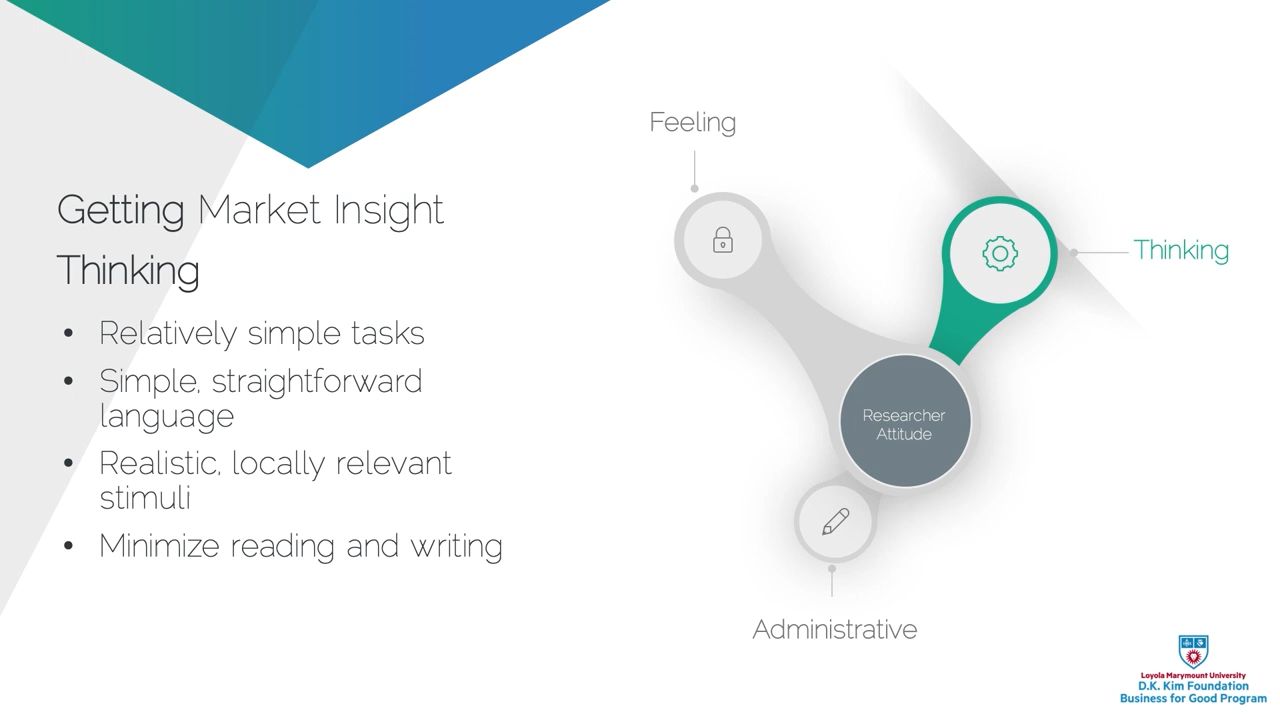 Getting Market Insight
Thinking
• Relatively simple tasks
• Simple, straightforward
language
• Realistic, locally relevant
stimuli
• Minimize reading and writing
Feeling
Thinking
Researcher
Attitude
Administrative
Loyola Marymount University
D.K. Kim Foundation
Business for Good Program